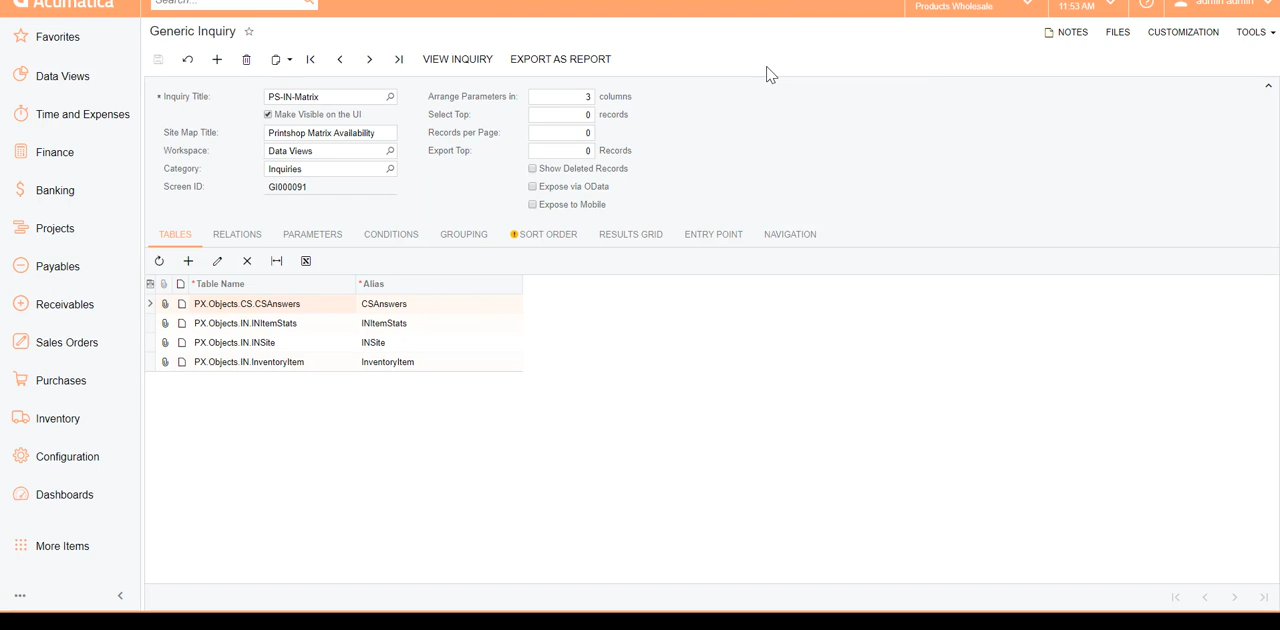 Acumatica
Search...
Products Wholesale
11:53 AM
admin admin
Favorites
Data Views
Time and Expenses
Finance
Banking
Projects
Payables
Receivables
Sales Orders
Purchases
Inventory
Configuration
Dashboards
More Items
Generic Inquiry
NOTES FILES CUSTOMIZATION TOOLS
VIEW INQUIRY EXPORT AS REPORT
* Inquiry Title: PS-IN-Matrix
Make Visible on the UI
Site Map Title: Printshop Matrix Availability
Workspace: Data Views
Category: Inquiries
Screen ID: GI000091
Arrange Parameters in: 3 columns
Select Top: 0 records
Records per Page: 0
Export Top: 0 Records
Show Deleted Records
Expose via OData
Expose to Mobile
TABLES RELATIONS PARAMETERS CONDITIONS GROUPING SORT ORDER RESULTS GRID ENTRY POINT NAVIGATION
* Table Name * Alias
PX.Objects.CS.CSAnswers CSAnswers
PX.Objects.IN.INItemStats INItemStats
PX.Objects.IN.INSite INSite
PX.Objects.IN.InventoryItem InventoryItem